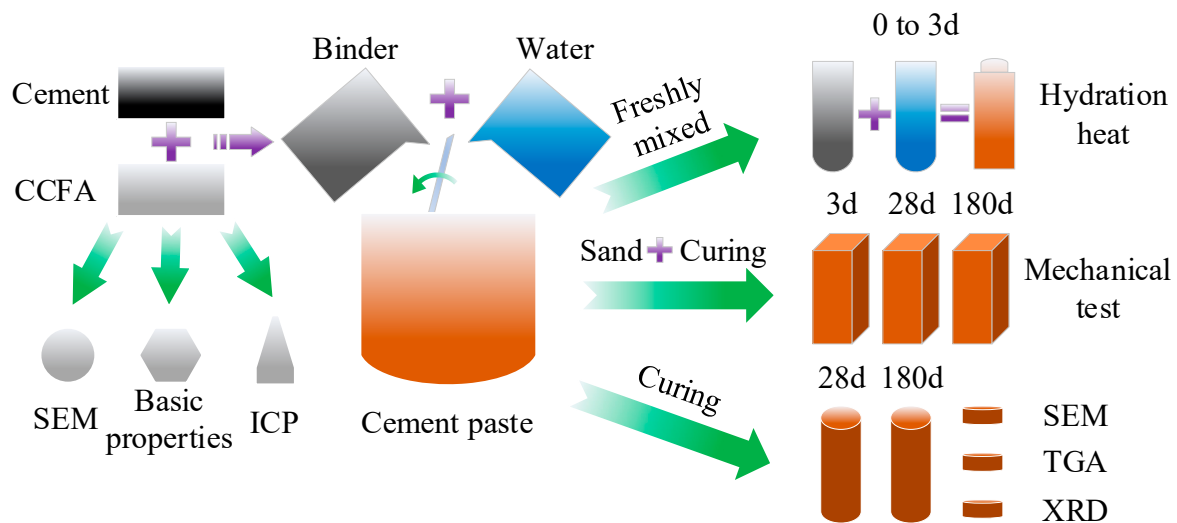 Cement
CCFA
SEM
Basic
properties
ICP
Binder
Water
Cement paste
Freshly
mixed
Sand
Curing
Curing
0 to 3d
Hydration
heat
3d
28d
180d
Mechanical
test
28d
180d
SEM
TGA
XRD